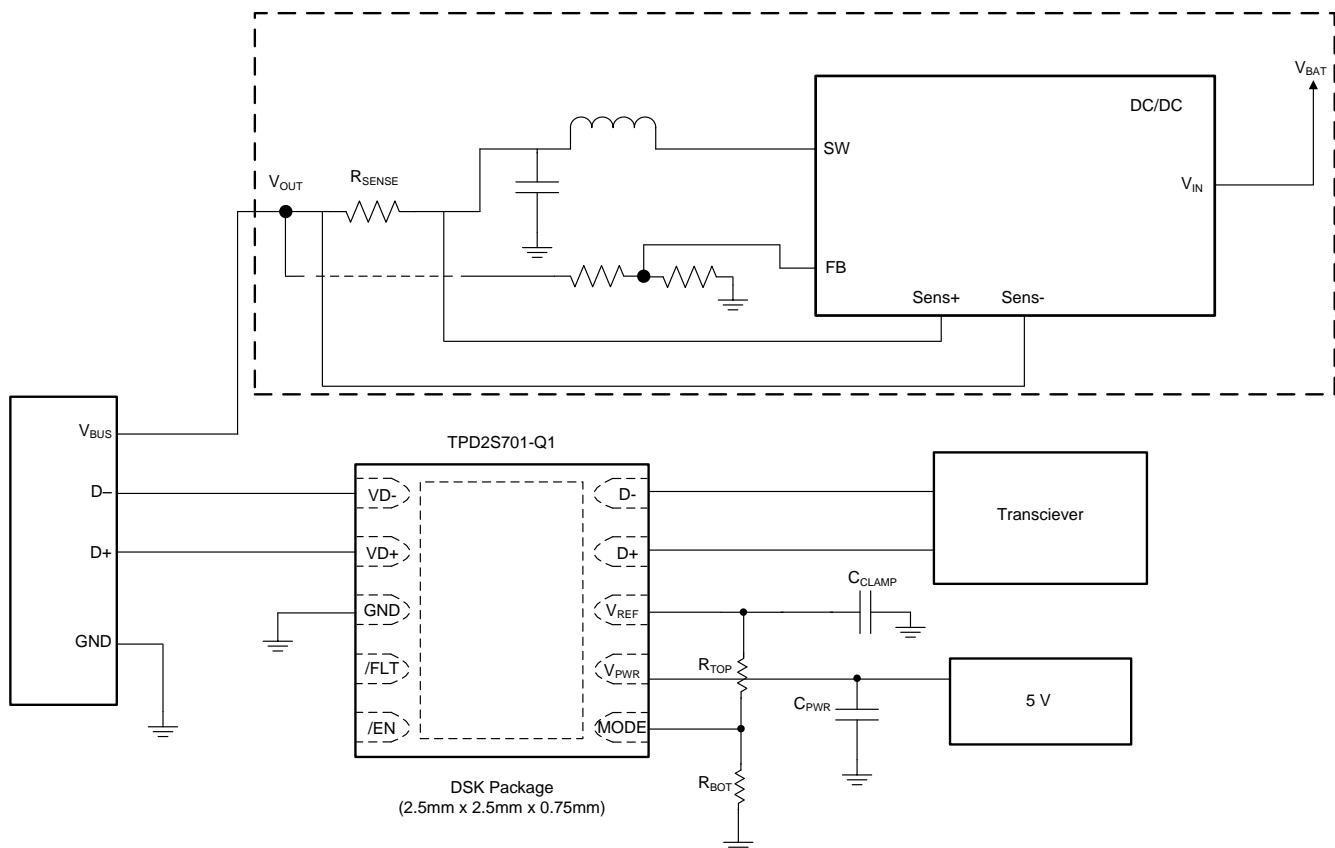 V_BAT
DC/DC
SW
V_IN
R_SENSE
V_OUT
FB
Sens+ Sens-
V_BUS
TPD2S701-Q1
D–
VD-
D-
Transciever
D+
VD+
D+
C_CLAMP
GND
V_REF
GND
/FLT
V_PWR
R_TOP
5 V
C_PWR
/EN
MODE
R_BOT
DSK Package
(2.5mm x 2.5mm x 0.75mm)